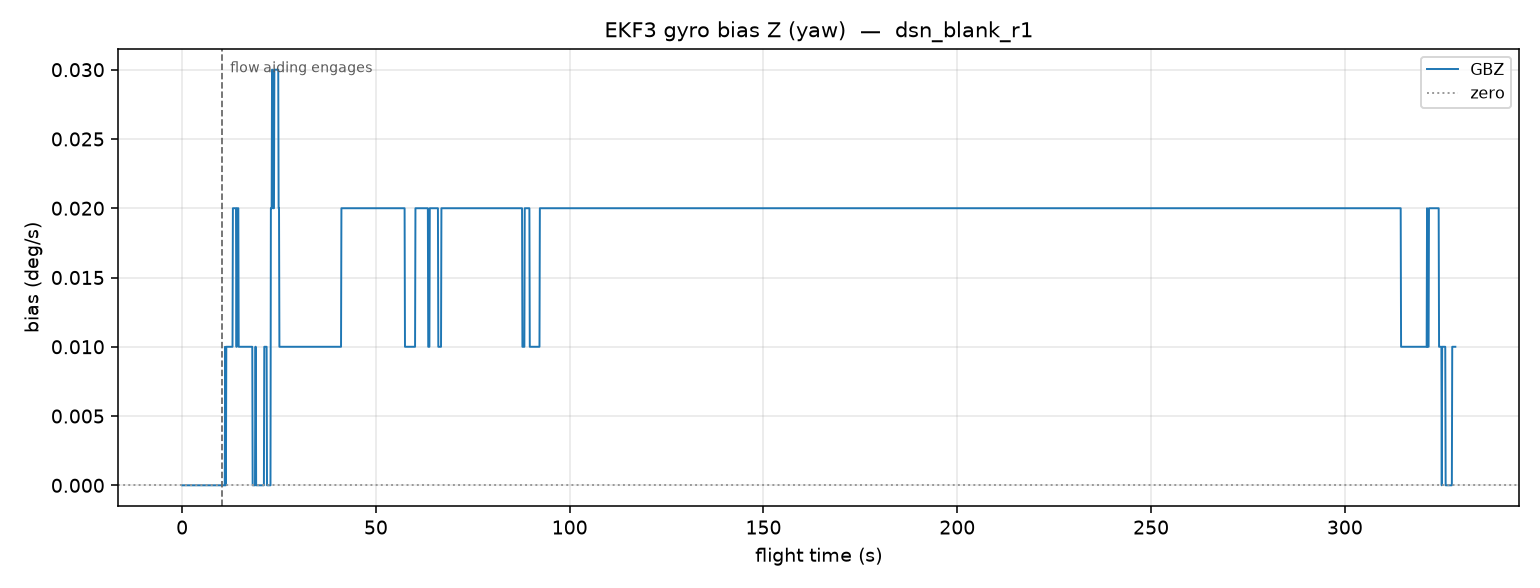 EKF3 gyro bias Z (yaw) — dsn_blank_r1
flow aiding engages
GBZ
zero
0.030
0.025
0.020
0.015
0.010
0.005
0.000
bias (deg/s)
0 50 100 150 200 250 300
flight time (s)